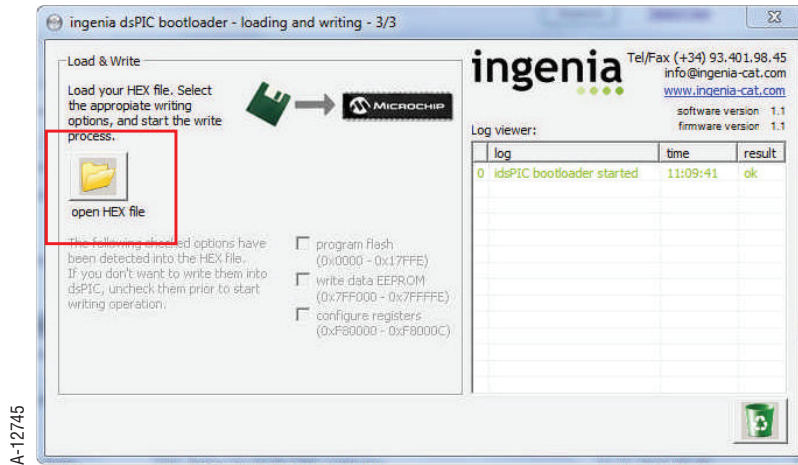 ingenia dsPIC bootloader - loading and writing - 3/3
Load & Write
Load your HEX file. Select
the appropiate writing
options, and start the write
process.
MICROCHIP
open HEX file
The following checked options have
been detected into the HEX file.
If you don't want to write them into
dsPIC, uncheck them prior to start
writing operation.
program flash
(0x0000 - 0x17FFE)
write data EEPROM
(0x7FF000 - 0x7FFFFE)
configure registers
(0xF80000 - 0xF8000C)
ingenia
Tel/Fax (+34) 93.401.98.45
info@ingenia-cat.com
www.ingenia-cat.com
software version 1.1
firmware version 1.1
Log viewer:
log time result
0 idsPIC bootloader started 11:09:41 ok
A-12745